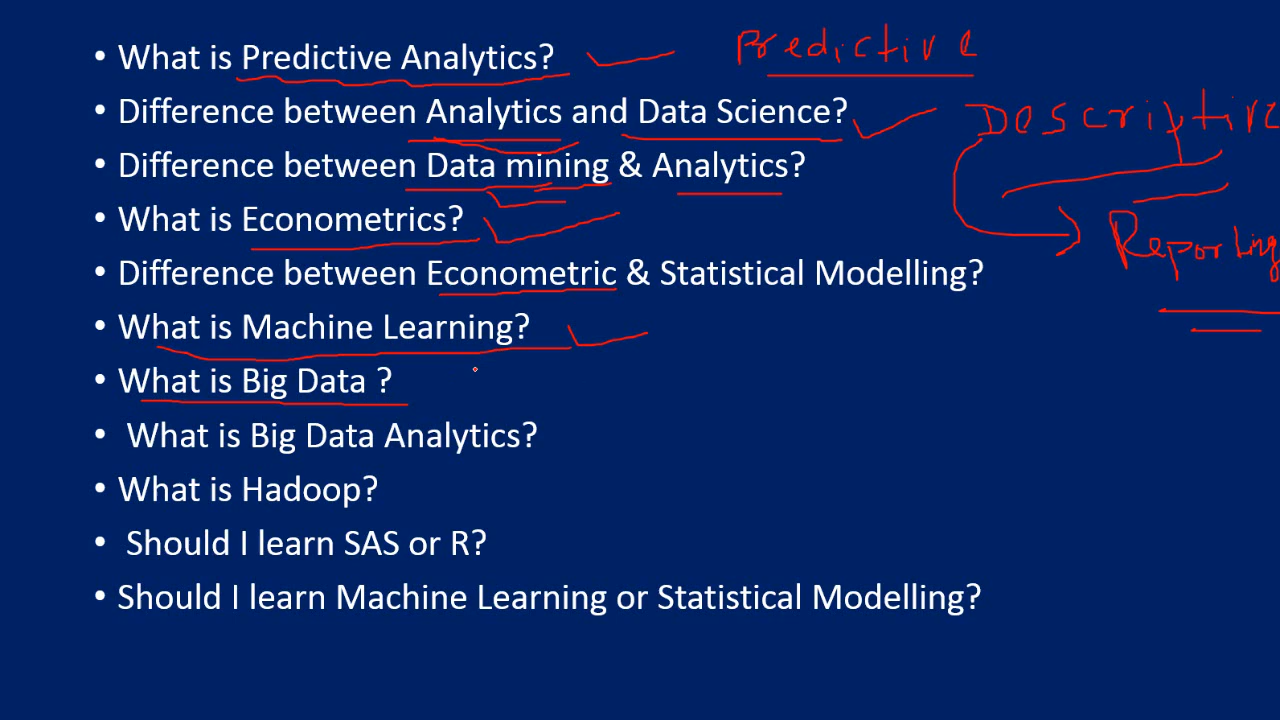 • What is Predictive Analytics? Predictive
• Difference between Analytics and Data Science? Descriptive
• Difference between Data mining & Analytics?
• What is Econometrics? Reporting
• Difference between Econometric & Statistical Modelling?
• What is Machine Learning?
• What is Big Data ?
• What is Big Data Analytics?
• What is Hadoop?
• Should I learn SAS or R?
• Should I learn Machine Learning or Statistical Modelling?